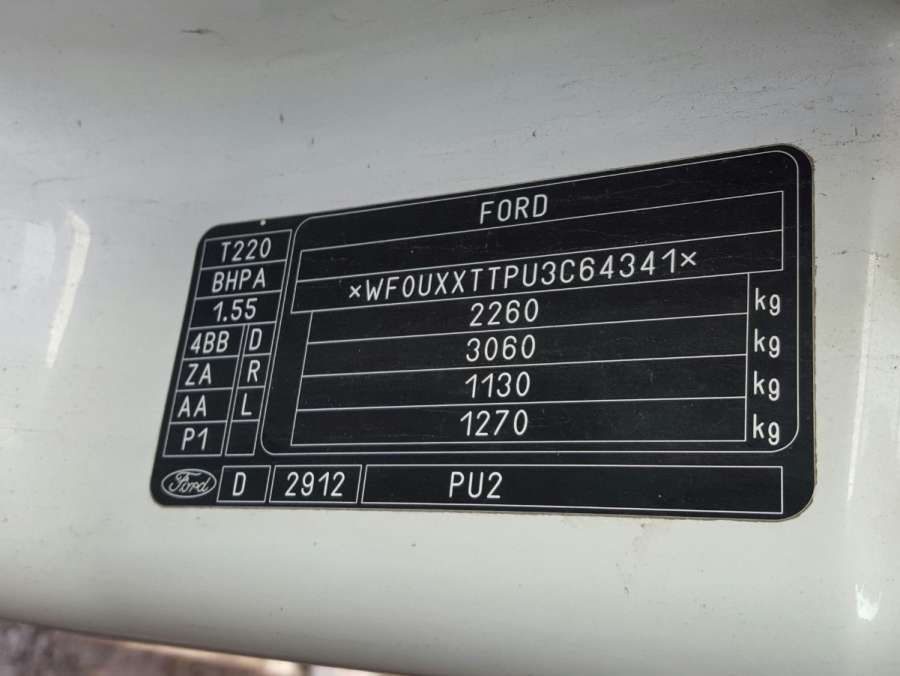 FORD
×WF0UXXTTPU3C64341×
2260 kg
3060 kg
1130 kg
1270 kg
T220
BHPA
1.55
4BB D
ZA R
AA L
P1
Ford D 2912 PU2